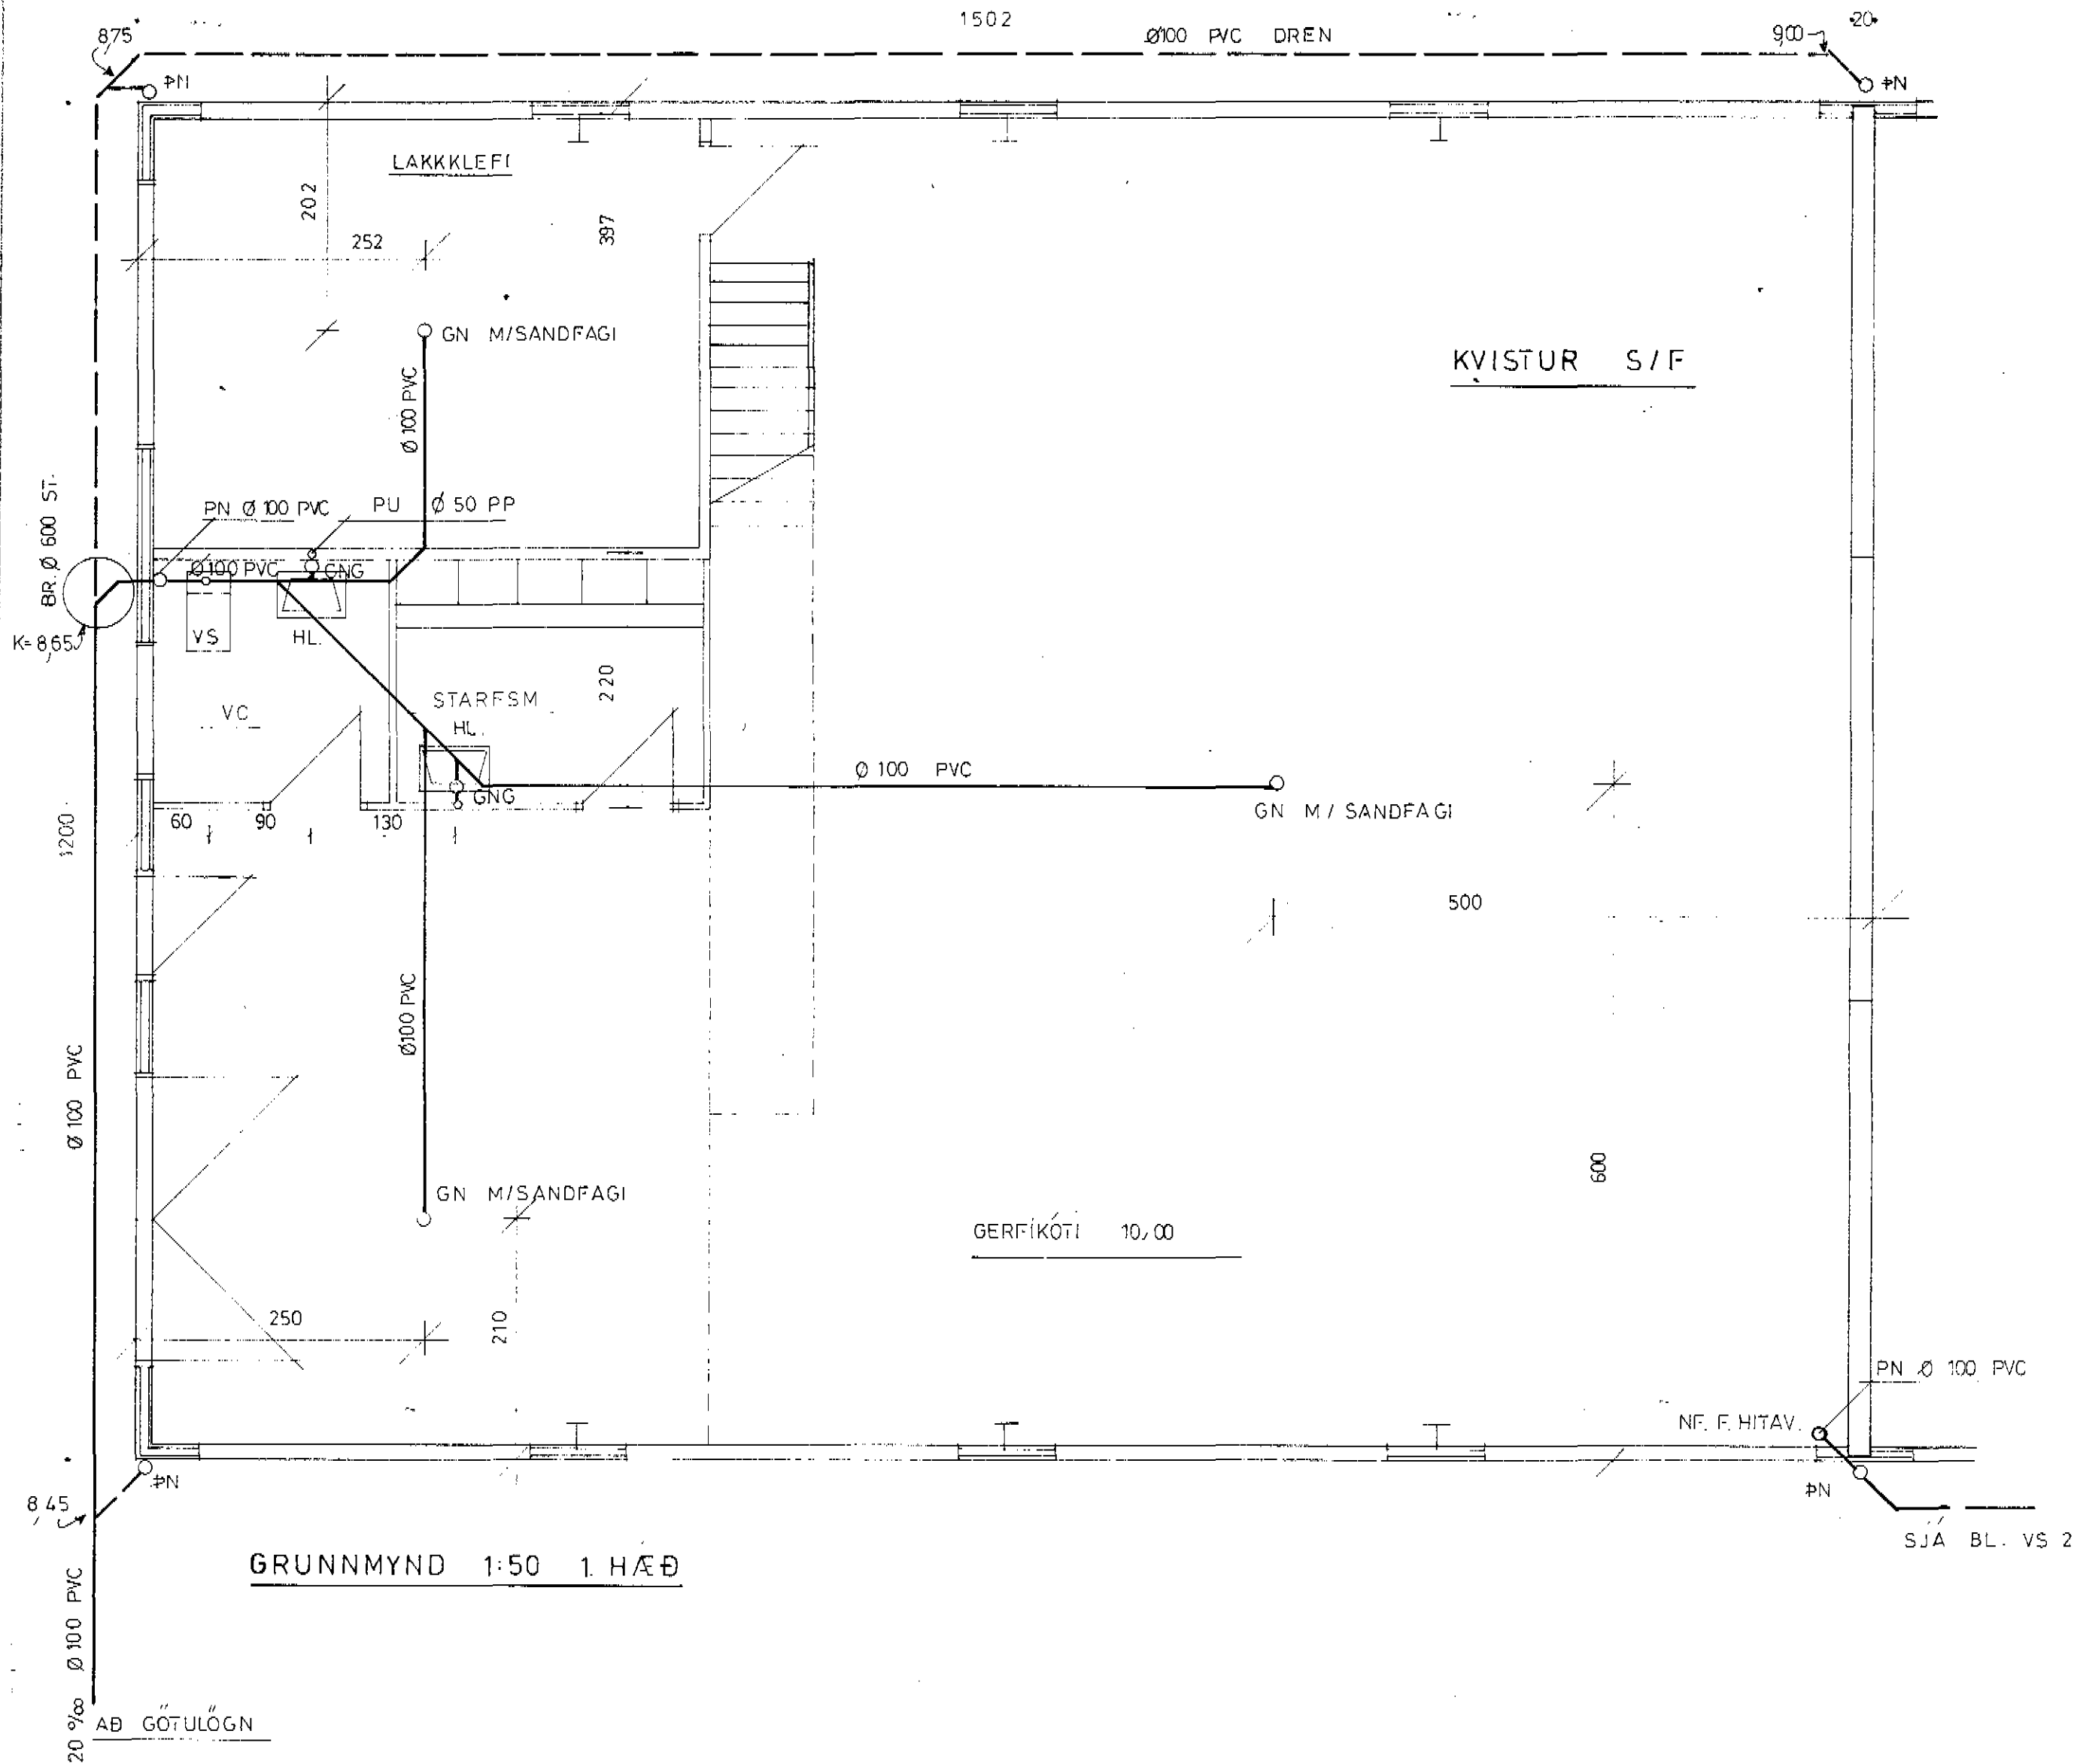 1502
20
875
Ø100 PVC DREN
9,00
ÞN
ÞN
LAKKKLEFI
202
397
252
GN M/SANDFAGI
KVISTUR S/F
Ø 100 PVC
BR. Ø 600 ST.
PN Ø 100 PVC
PU Ø 50 PP
Ø100 PVC
GNG
VS
HL.
K=8,65
STARFSM
220
VC
HL.
Ø 100 PVC
GNG
GN M/ SANDFAGI
60
90
130
1200
500
Ø100 PVC
Ø 100 PVC
600
GN M/SANDFAGI
GERFÍKÓTI 10,00
250
210
PN Ø 100 PVC
NF. F. HITAV.
ÞN
ÞN
8,45
SJÁ BL. VS 2
GRUNNMYND 1:50 1. HÆÐ
20 ‰ Ø 100 PVC
AÐ GÖTULÖGN